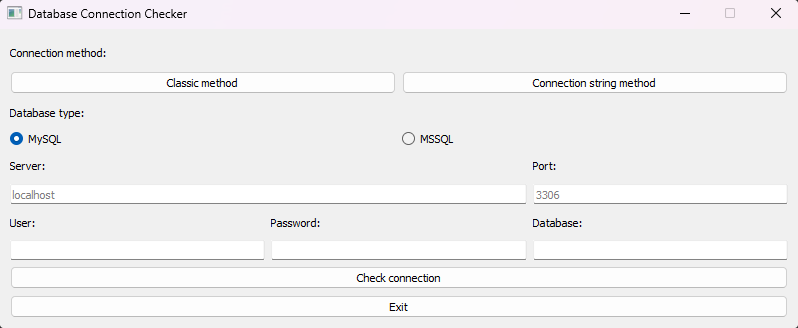 Database Connection Checker
Connection method:
Classic method Connection string method
Database type:
MySQL MSSQL
Server: Port:
localhost 3306
User: Password: Database:
Check connection
Exit